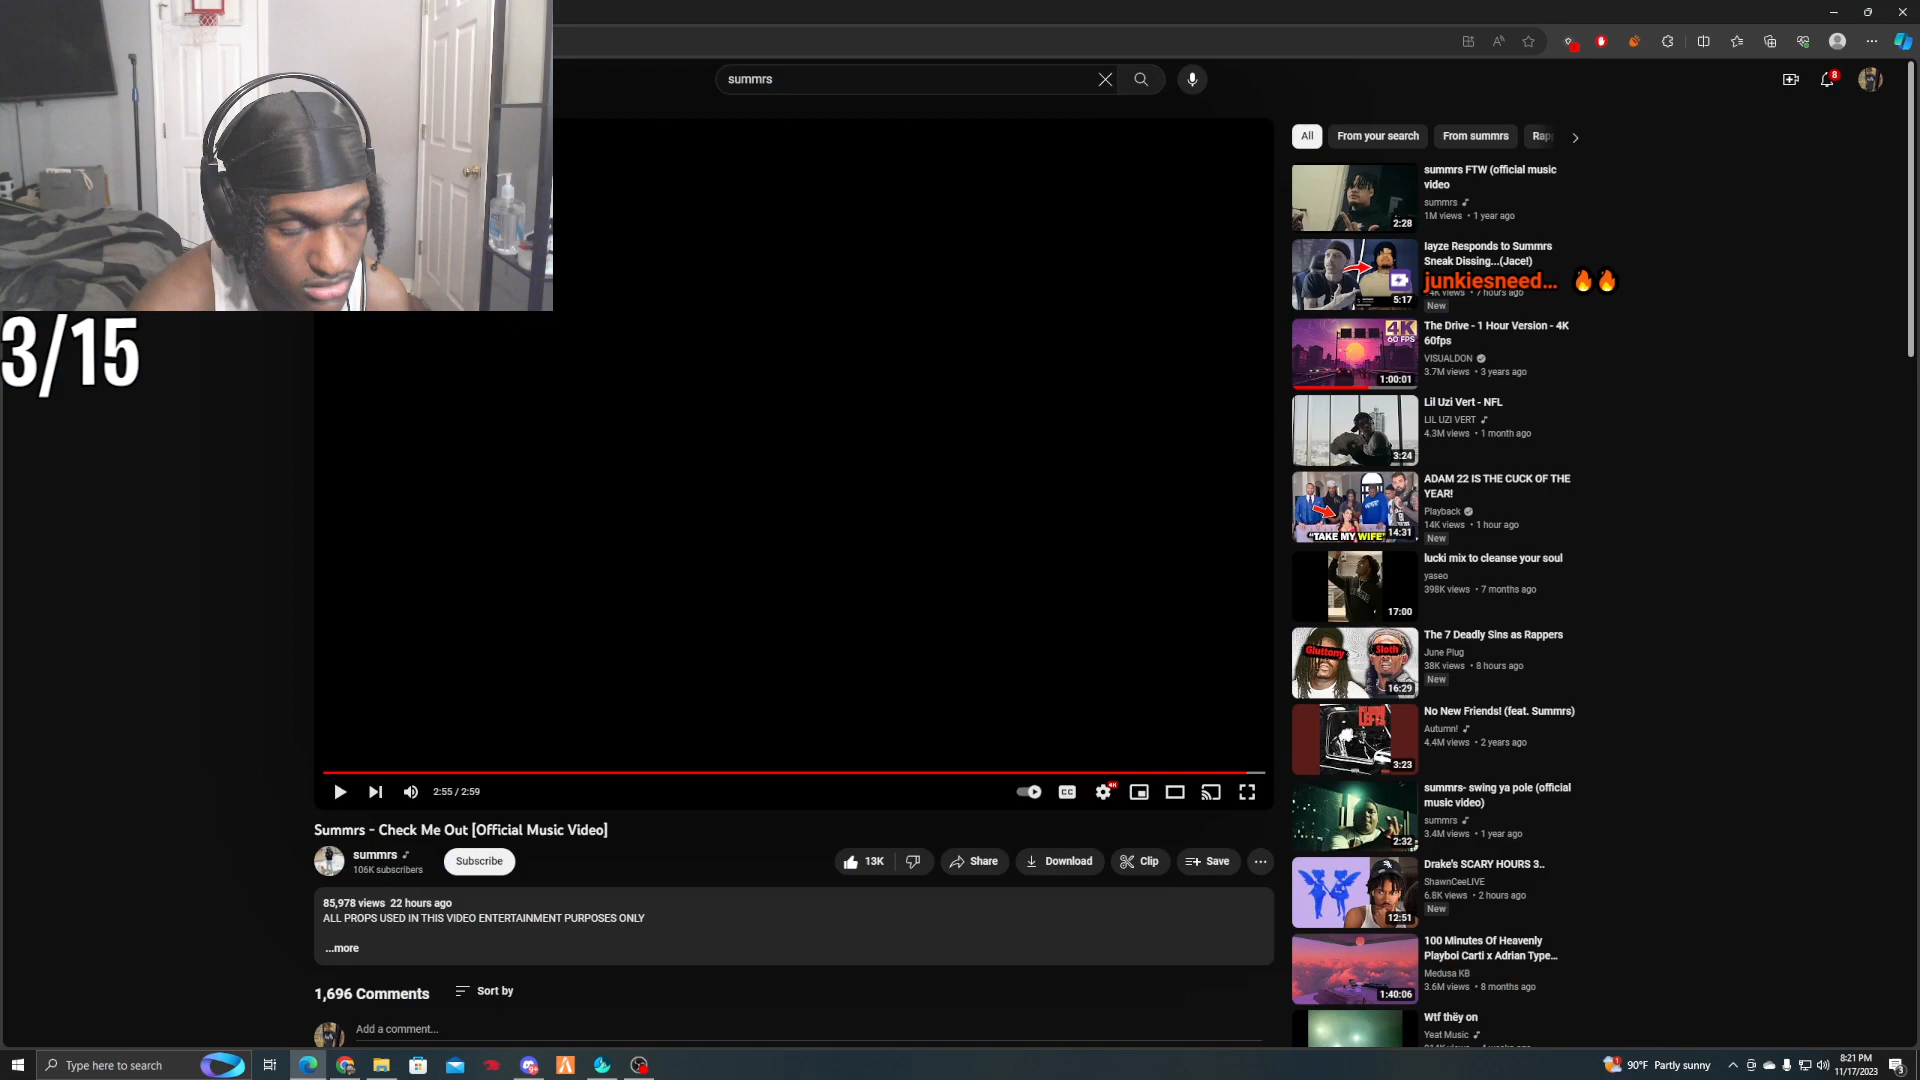 summrs
8
3/15
All
From your search
From summrs
Rap
summrs FTW (official music
video
summrs
1M views • 1 year ago
2:28
layze Responds to Summrs
Sneak Dissing...(Jace!)
junkiesneed... 🔥🔥
7 hours ago
New
5:17
The Drive - 1 Hour Version - 4K
60fps
VISUALDON
3.7M views • 3 years ago
4K
60 FPS
1:00:01
Lil Uzi Vert - NFL
LIL UZI VERT
4.3M views • 1 month ago
3:24
ADAM 22 IS THE CUCK OF THE
YEAR!
Playback
14K views • 1 hour ago
New
"TAKE MY WIFE"
14:31
lucki mix to cleanse your soul
yaseo
398K views • 7 months ago
17:00
The 7 Deadly Sins as Rappers
June Plug
38K views • 8 hours ago
New
Gluttony
Sloth
16:29
No New Friends! (feat. Summrs)
Autumn!
4.4M views • 2 years ago
3:23
summrs- swing ya pole (official
music video)
summrs
3.4M views • 1 year ago
2:32
Drake's SCARY HOURS 3..
ShawnCeeLIVE
6.8K views • 2 hours ago
New
12:51
100 Minutes Of Heavenly
Playboi Carti x Adrian Type...
Medusa KB
3.6M views • 8 months ago
1:40:06
Wtf thëy on
Yeat Music
2:55 / 2:59
CC
4K
Summrs - Check Me Out [Official Music Video]
summrs
106K subscribers
Subscribe
13K
Share
Download
Clip
Save
85,978 views 22 hours ago
ALL PROPS USED IN THIS VIDEO ENTERTAINMENT PURPOSES ONLY
...more
1,696 Comments
Sort by
Add a comment...
Type here to search
90°F Partly sunny
8:21 PM
11/17/2023
3